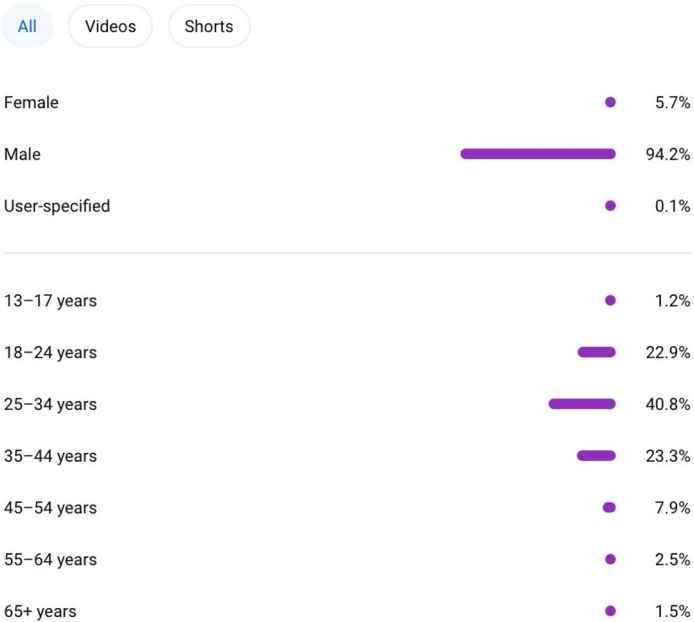 All Videos Shorts
Female 5.7%
Male 94.2%
User-specified 0.1%
13–17 years 1.2%
18–24 years 22.9%
25–34 years 40.8%
35–44 years 23.3%
45–54 years 7.9%
55–64 years 2.5%
65+ years 1.5%